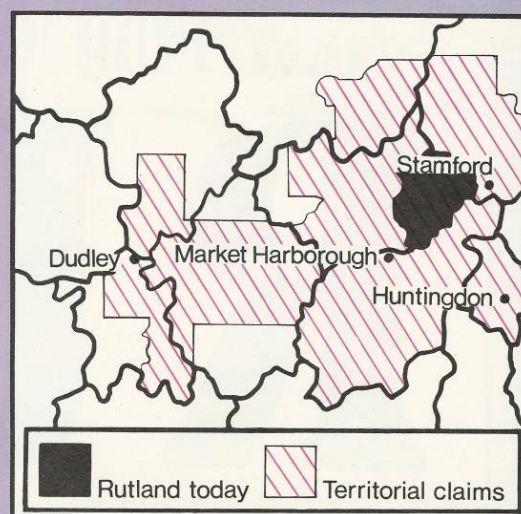 Stamford
Dudley
Market Harborough
Huntingdon
Rutland today
Territorial claims